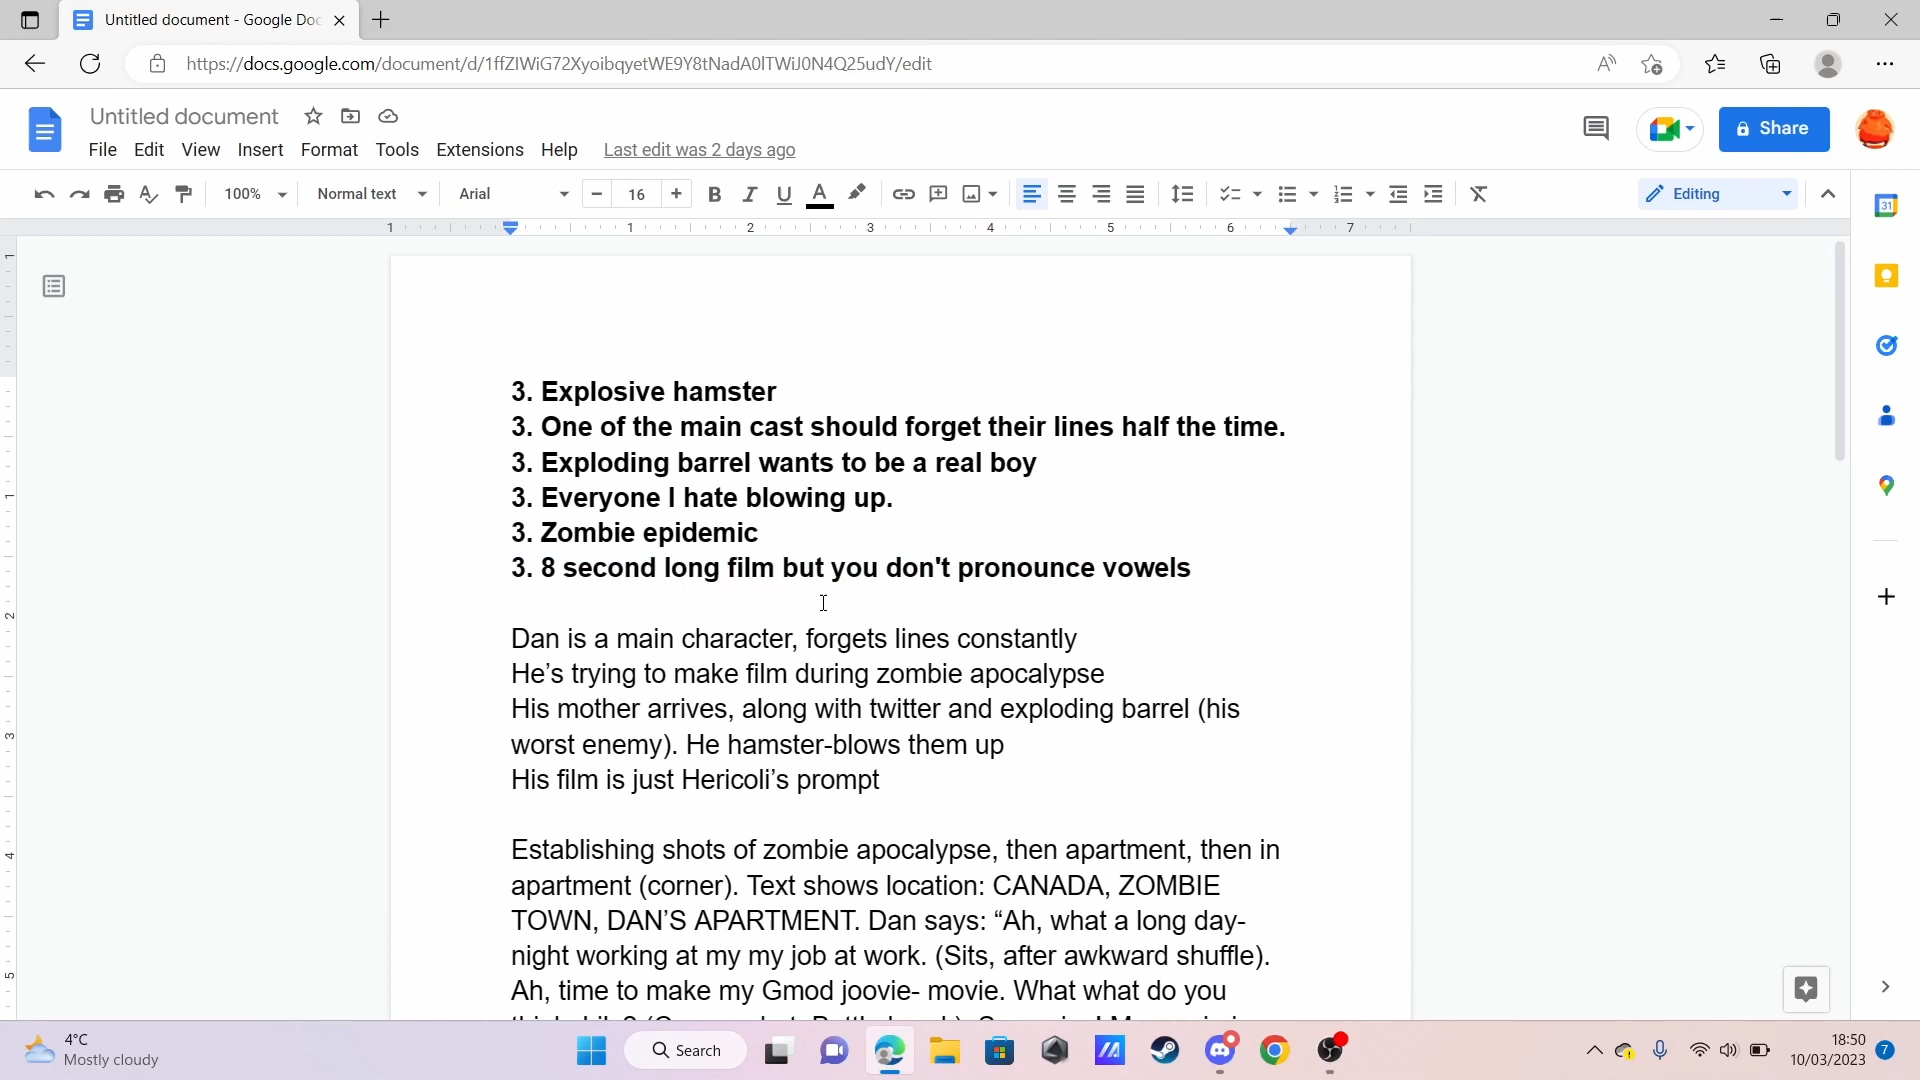 Untitled document - Google Doc
https://docs.google.com/document/d/1ffZIWiG72XyoibqyetWE9Y8tNadA0lTWiJ0N4Q25udY/edit
Untitled document
File Edit View Insert Format Tools Extensions Help Last edit was 2 days ago
Share
100% Normal text Arial 16 Editing
1 1 2 3 4 5 6 7
3. Explosive hamster
3. One of the main cast should forget their lines half the time.
3. Exploding barrel wants to be a real boy
3. Everyone I hate blowing up.
3. Zombie epidemic
3. 8 second long film but you don't pronounce vowels
Dan is a main character, forgets lines constantly
He's trying to make film during zombie apocalypse
His mother arrives, along with twitter and exploding barrel (his
worst enemy). He hamster-blows them up
His film is just Hericoli's prompt
Establishing shots of zombie apocalypse, then apartment, then in
apartment (corner). Text shows location: CANADA, ZOMBIE
TOWN, DAN'S APARTMENT. Dan says: “Ah, what a long day-
night working at my my job at work. (Sits, after awkward shuffle).
Ah, time to make my Gmod joovie- movie. What what do you
4°C
Mostly cloudy
Search
18:50
10/03/2023
7